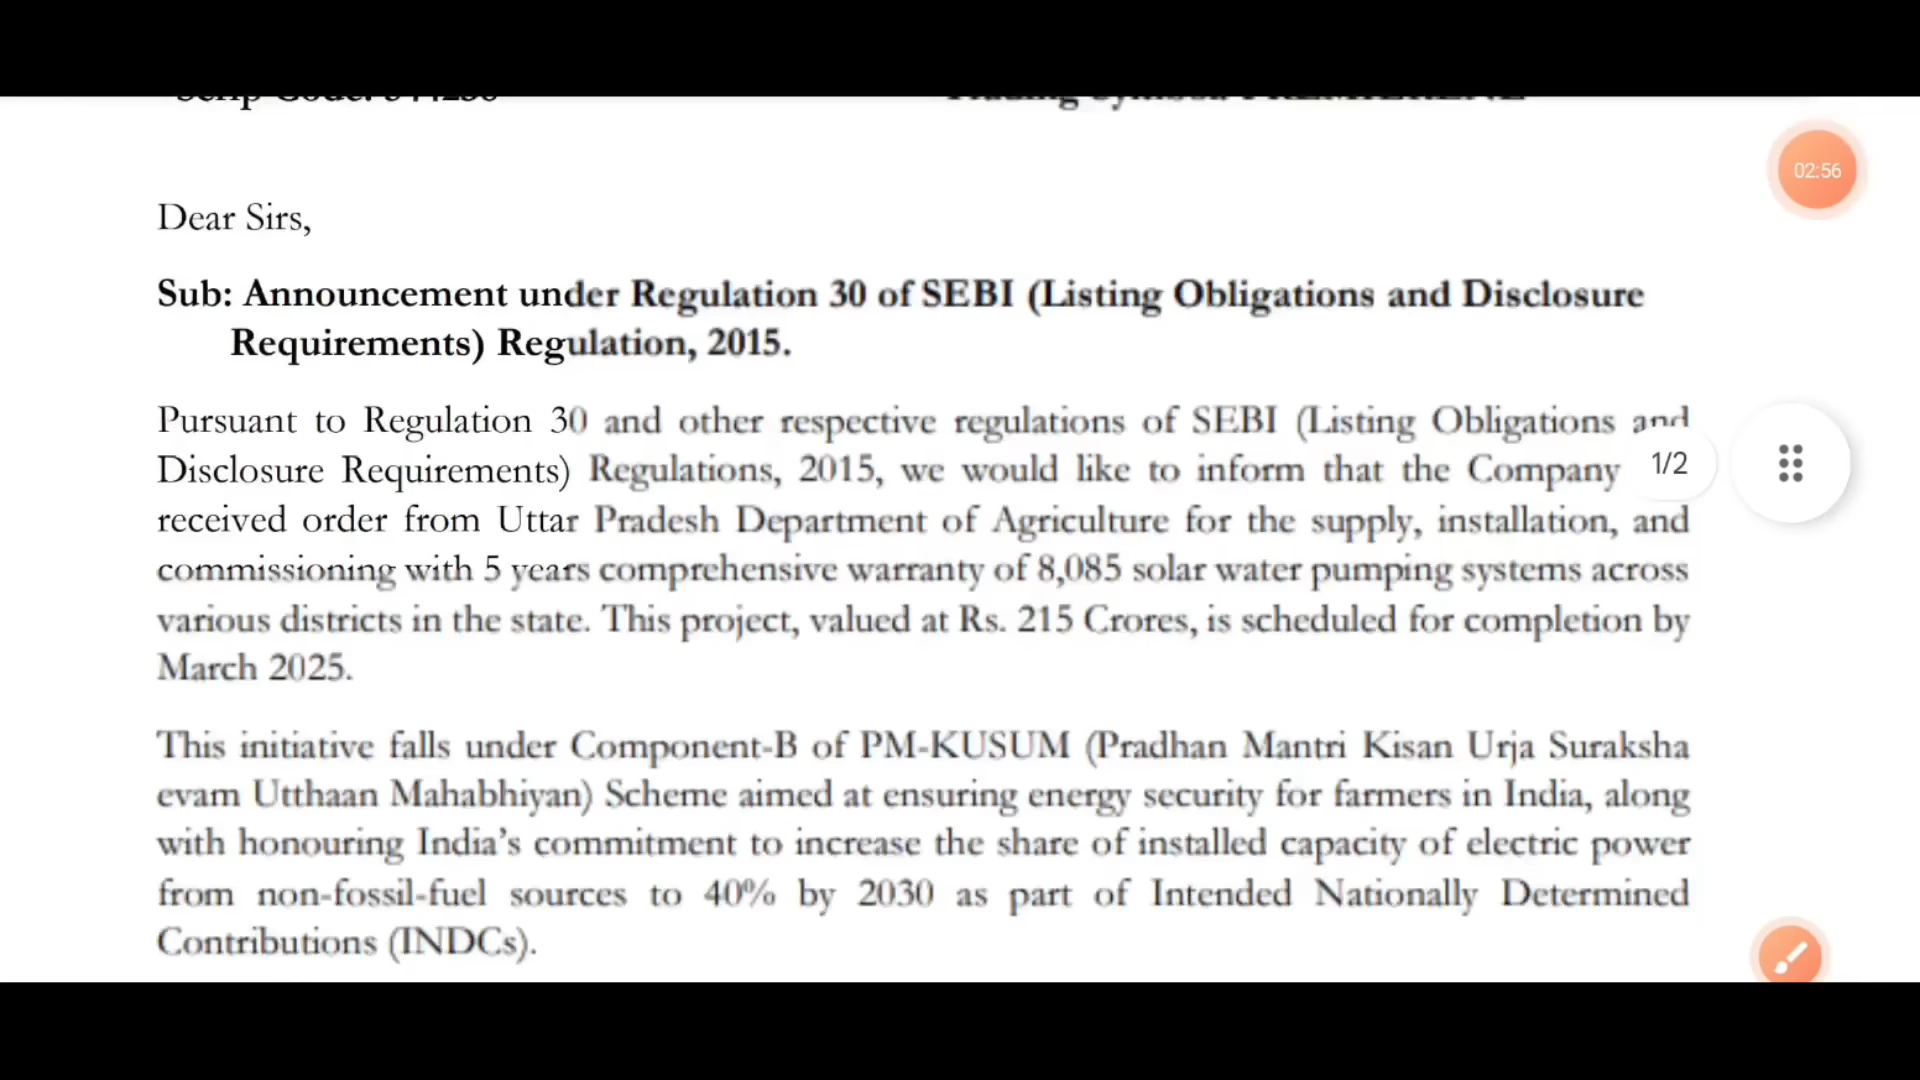 Scrip Code: 544238 Trading Symbol: PREMIERENE
02:56
Dear Sirs,
Sub: Announcement under Regulation 30 of SEBI (Listing Obligations and Disclosure
Requirements) Regulation, 2015.
Pursuant to Regulation 30 and other respective regulations of SEBI (Listing Obligations and
Disclosure Requirements) Regulations, 2015, we would like to inform that the Company
1/2
received order from Uttar Pradesh Department of Agriculture for the supply, installation, and
commissioning with 5 years comprehensive warranty of 8,085 solar water pumping systems across
various districts in the state. This project, valued at Rs. 215 Crores, is scheduled for completion by
March 2025.
This initiative falls under Component-B of PM-KUSUM (Pradhan Mantri Kisan Urja Suraksha
evam Utthaan Mahabhiyan) Scheme aimed at ensuring energy security for farmers in India, along
with honouring India's commitment to increase the share of installed capacity of electric power
from non-fossil-fuel sources to 40% by 2030 as part of Intended Nationally Determined
Contributions (INDCs).